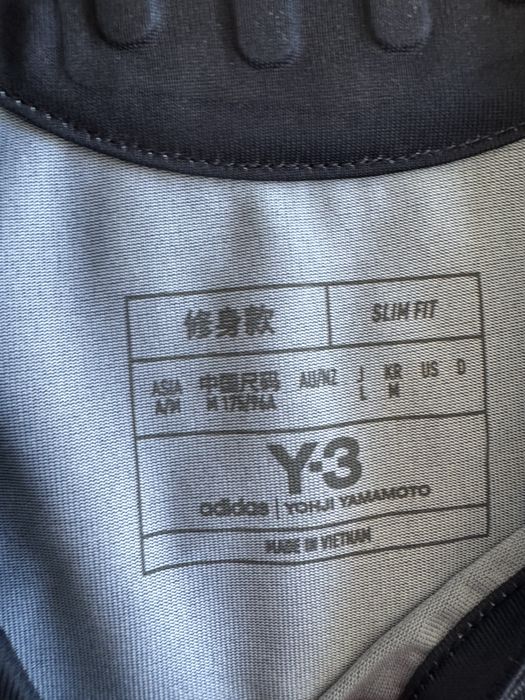 修身款 SLIM FIT
ASIA 中国尺码 AU/NZ J KR US D
A/M M 175/96A L M
Y-3
adidas | YOHJI YAMAMOTO
MADE IN VIETNAM